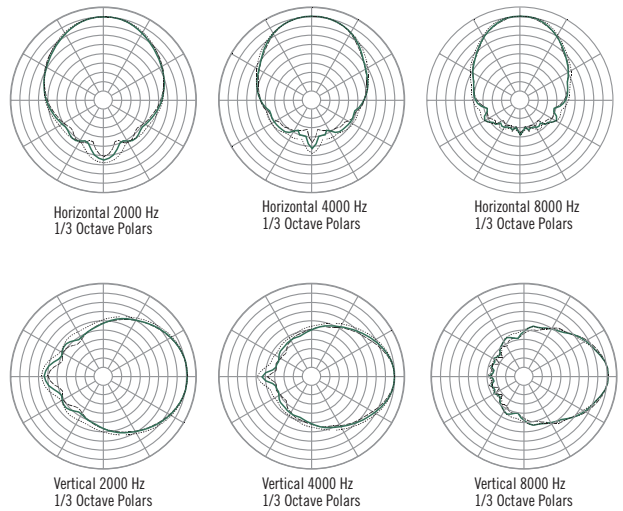 Horizontal 2000 Hz
1/3 Octave Polars
Horizontal 4000 Hz
1/3 Octave Polars
Horizontal 8000 Hz
1/3 Octave Polars
Vertical 2000 Hz
1/3 Octave Polars
Vertical 4000 Hz
1/3 Octave Polars
Vertical 8000 Hz
1/3 Octave Polars